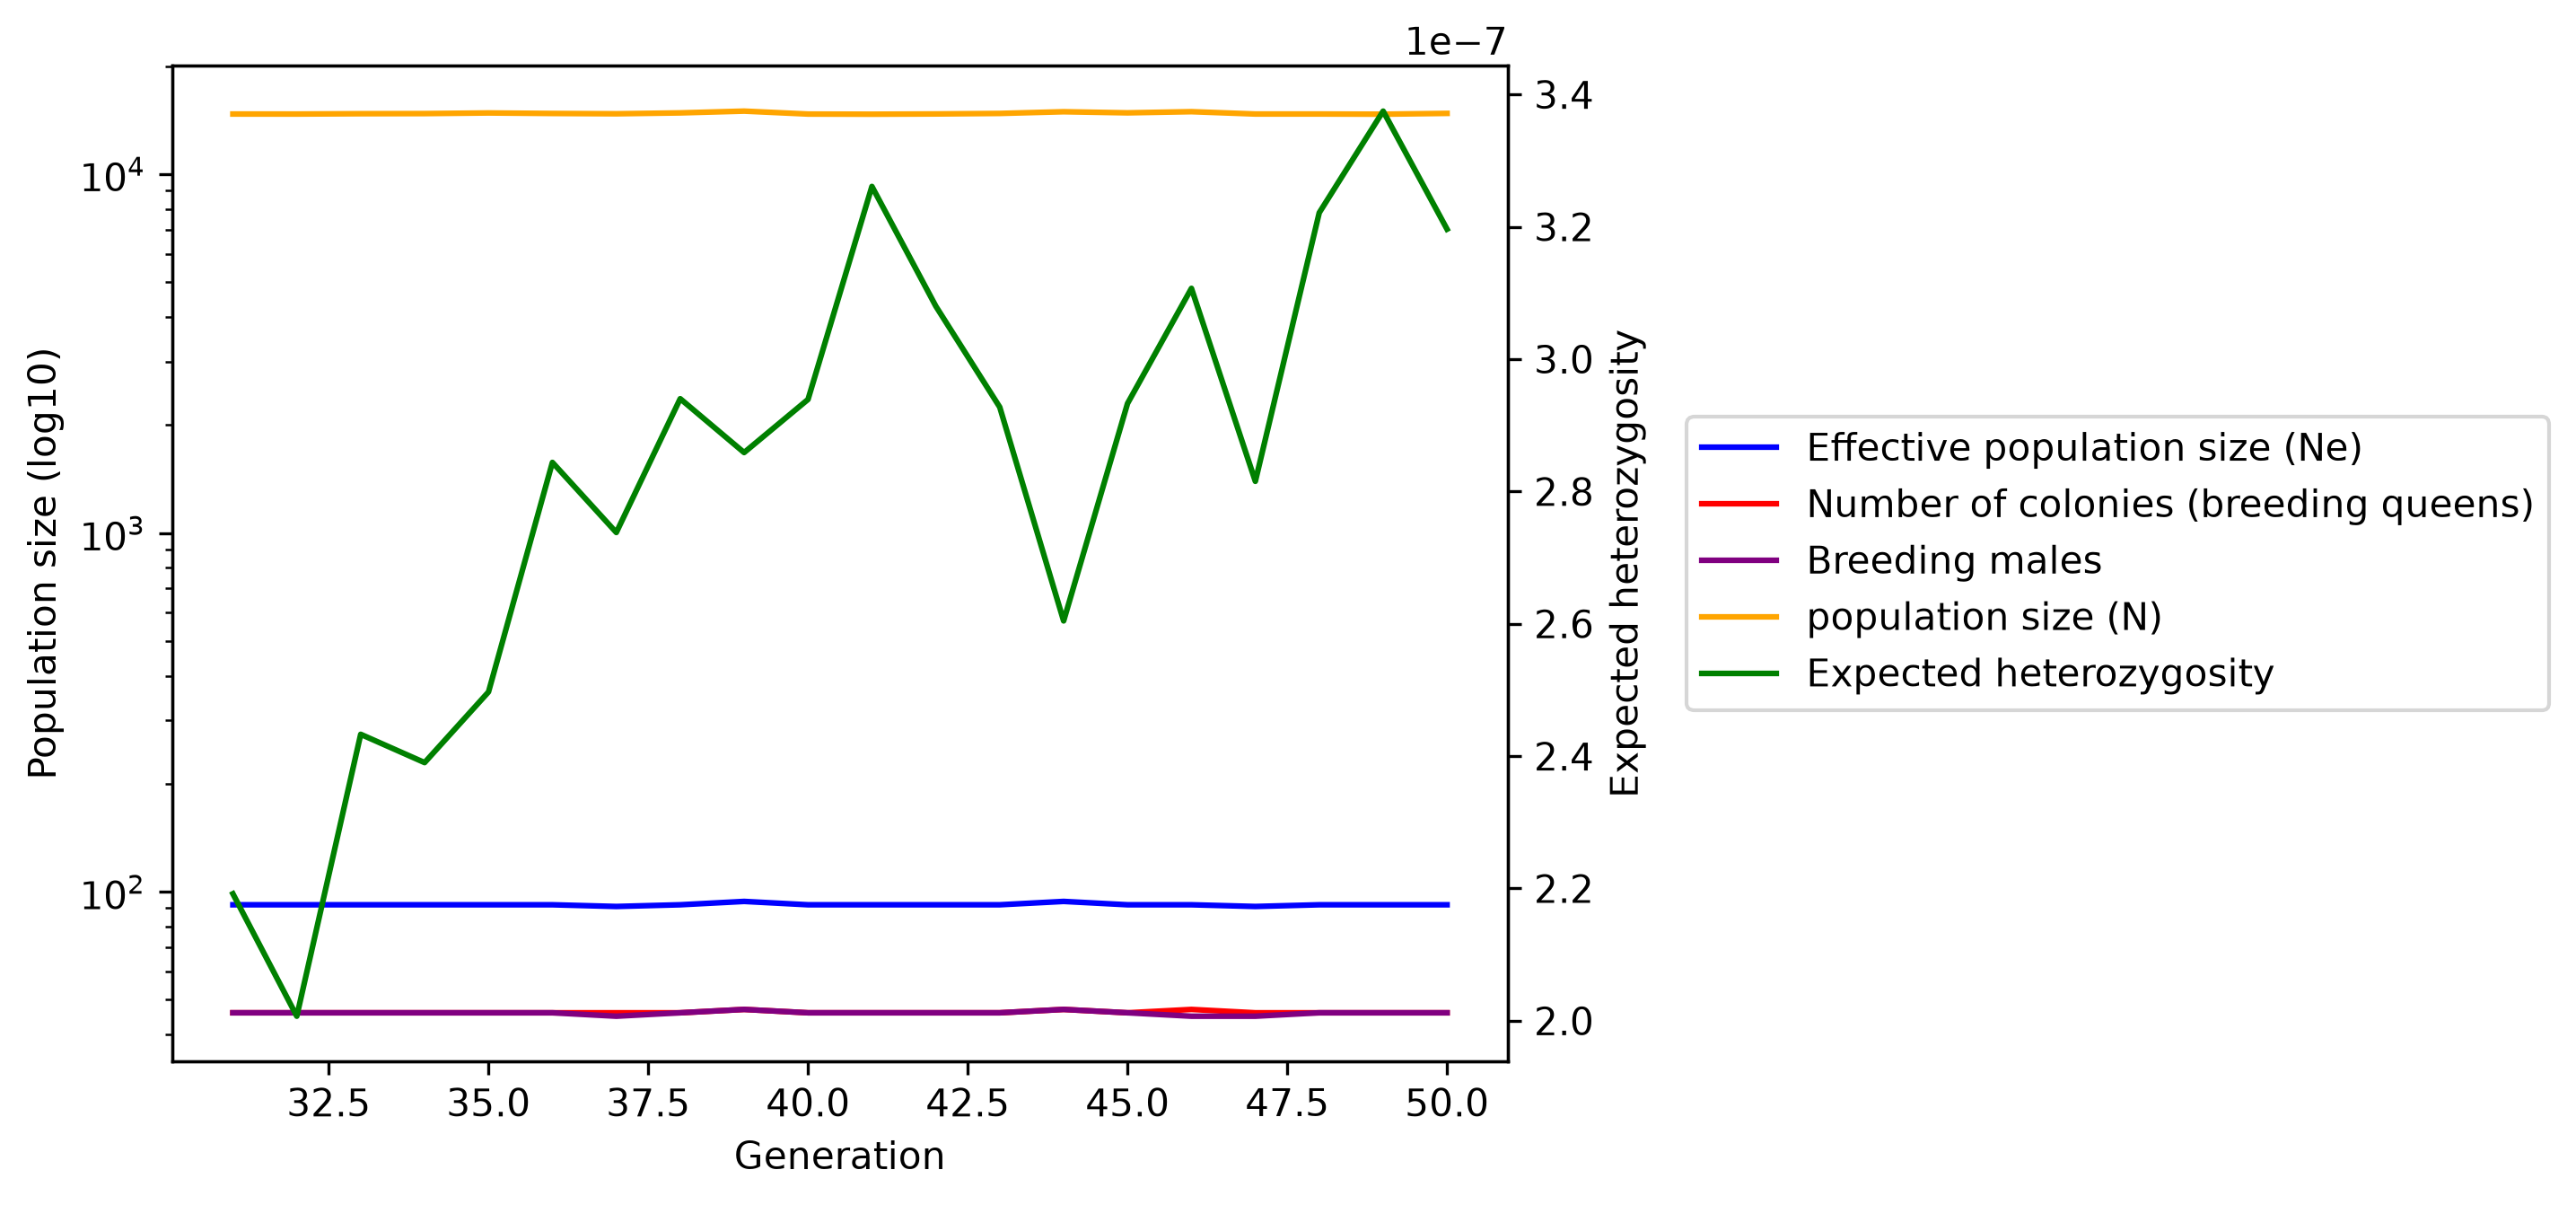 1e−7
Population size (log10)
10⁴
10³
10²
3.4
3.2
3.0
2.8
2.6
2.4
2.2
2.0
Expected heterozygosity
32.5 35.0 37.5 40.0 42.5 45.0 47.5 50.0
Generation
Effective population size (Ne)
Number of colonies (breeding queens)
Breeding males
population size (N)
Expected heterozygosity